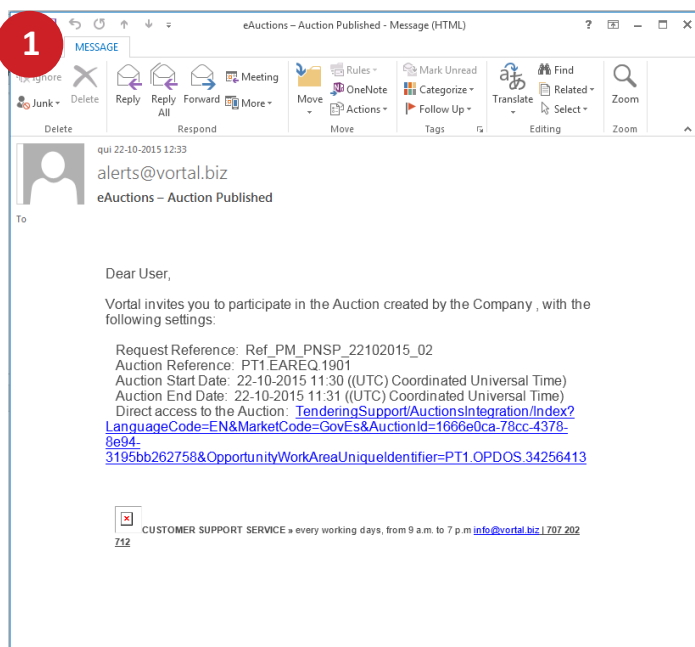 eAuctions – Auction Published - Message (HTML)
1
MESSAGE
Ignore
Junk
Delete
Reply
Reply All
Forward
Meeting
More
Move
Rules
OneNote
Actions
Mark Unread
Categorize
Follow Up
Translate
Find
Related
Select
Zoom
Delete
Respond
Move
Tags
Editing
Zoom
qui 22-10-2015 12:33
alerts@vortal.biz
eAuctions – Auction Published
To
Dear User,
Vortal invites you to participate in the Auction created by the Company , with the
following settings:
Request Reference: Ref_PM_PNSP_22102015_02
Auction Reference: PT1.EAREQ.1901
Auction Start Date: 22-10-2015 11:30 ((UTC) Coordinated Universal Time)
Auction End Date: 22-10-2015 11:31 ((UTC) Coordinated Universal Time)
Direct access to the Auction: TenderingSupport/AuctionsIntegration/Index?
LanguageCode=EN&MarketCode=GovEs&AuctionId=1666e0ca-78cc-4378-
8e94-
3195bb262758&OpportunityWorkAreaUniqueIdentifier=PT1.OPDOS.34256413
CUSTOMER SUPPORT SERVICE » every working days, from 9 a.m. to 7 p.m info@vortal.biz | 707 202
712